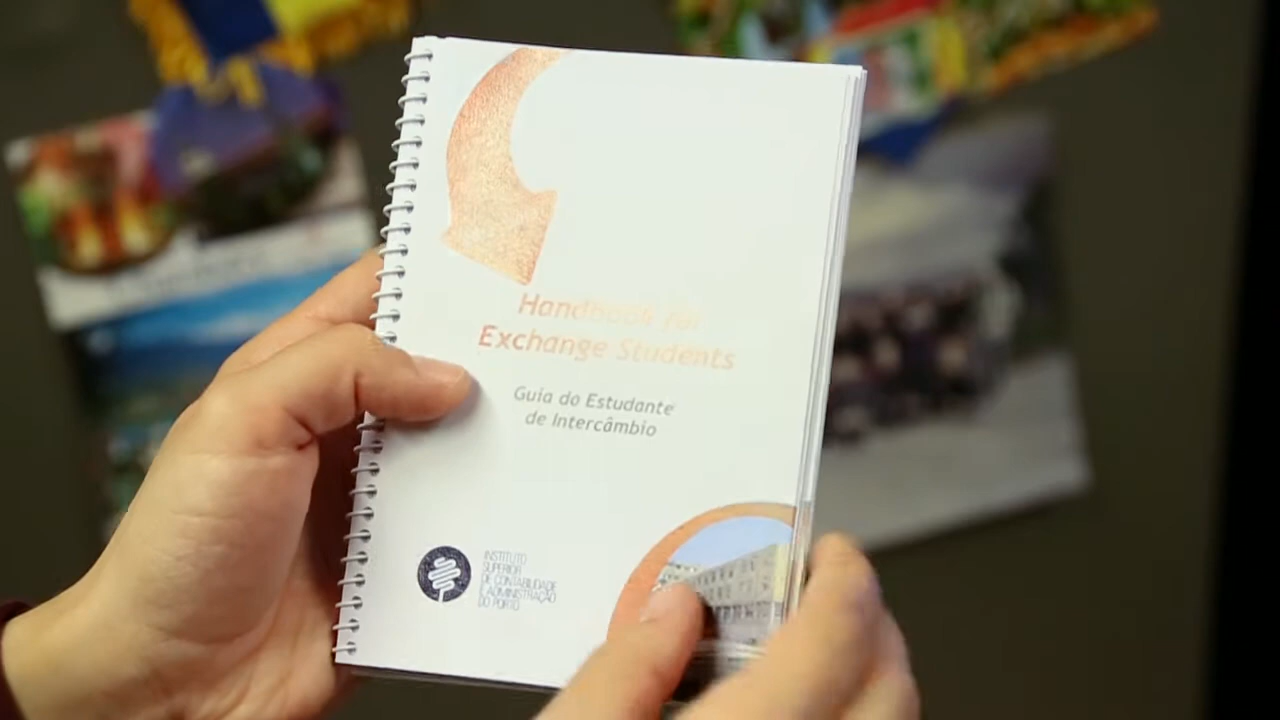 Handbook for
Exchange Students
Guia do Estudante
de Intercâmbio
INSTITUTO
SUPERIOR
DE CONTABILIDADE
E ADMINISTRAÇÃO
DO PORTO